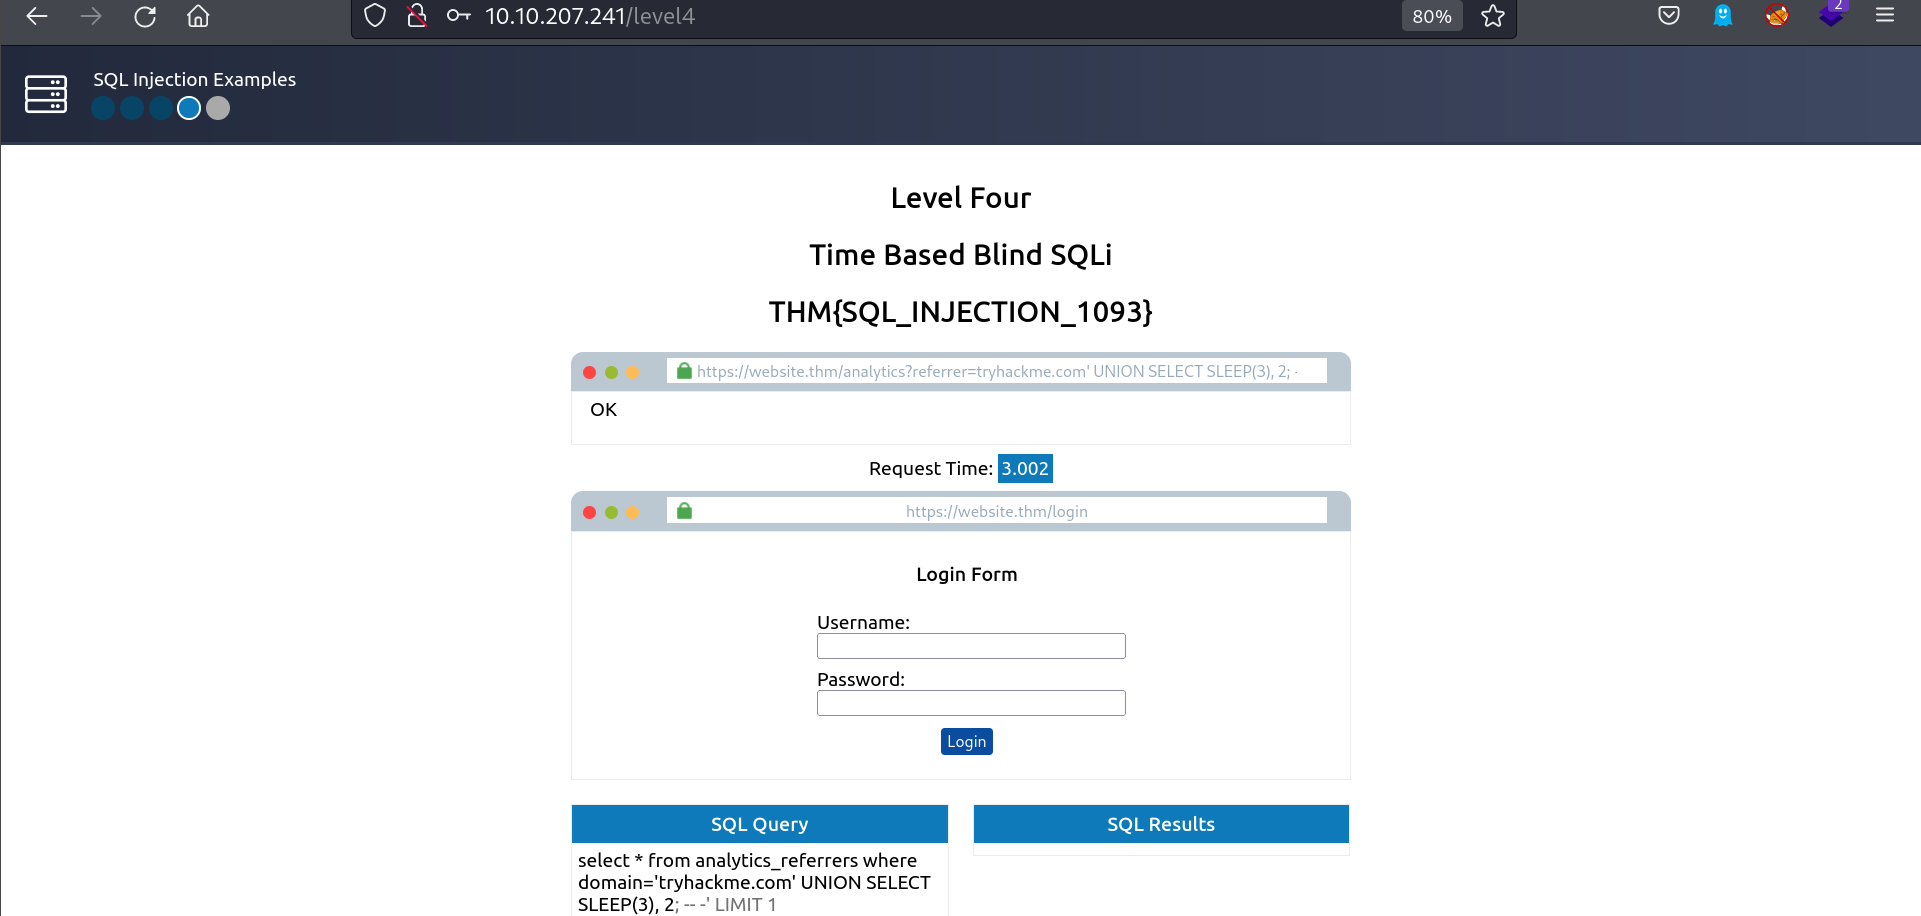 10.10.207.241/level4
80%
2
SQL Injection Examples
Level Four
Time Based Blind SQLi
THM{SQL_INJECTION_1093}
https://website.thm/analytics?referrer=tryhackme.com' UNION SELECT SLEEP(3), 2; -
OK
Request Time: 3.002
https://website.thm/login
Login Form
Username:
Password:
Login
SQL Query
select * from analytics_referrers where
domain='tryhackme.com' UNION SELECT
SLEEP(3), 2; -- -' LIMIT 1
SQL Results